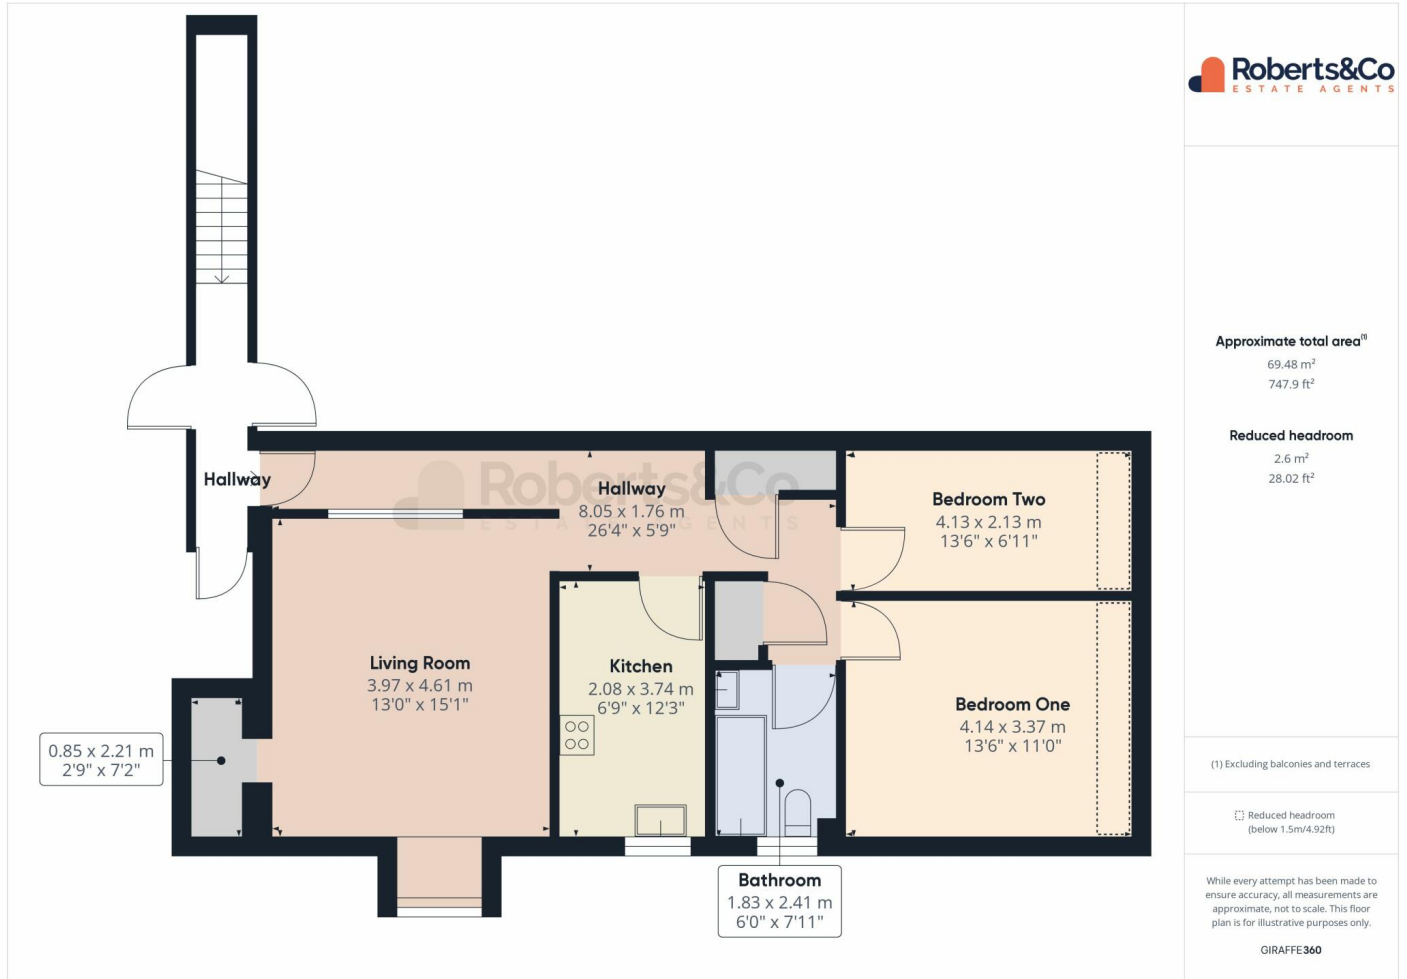 Roberts&Co
ESTATE AGENTS
Approximate total area(1)
69.48 m²
747.9 ft²
Reduced headroom
2.6 m²
28.02 ft²
(1) Excluding balconies and terraces
Reduced headroom
(below 1.5m/4.92ft)
While every attempt has been made to
ensure accuracy, all measurements are
approximate, not to scale. This floor
plan is for illustrative purposes only.
GIRAFFE360
Hallway
Roberts&Co
ESTATE AGENTS
Hallway
8.05 x 1.76 m
26'4" x 5'9"
Bedroom Two
4.13 x 2.13 m
13'6" x 6'11"
Living Room
3.97 x 4.61 m
13'0" x 15'1"
Kitchen
2.08 x 3.74 m
6'9" x 12'3"
Bedroom One
4.14 x 3.37 m
13'6" x 11'0"
0.85 x 2.21 m
2'9" x 7'2"
Bathroom
1.83 x 2.41 m
6'0" x 7'11"